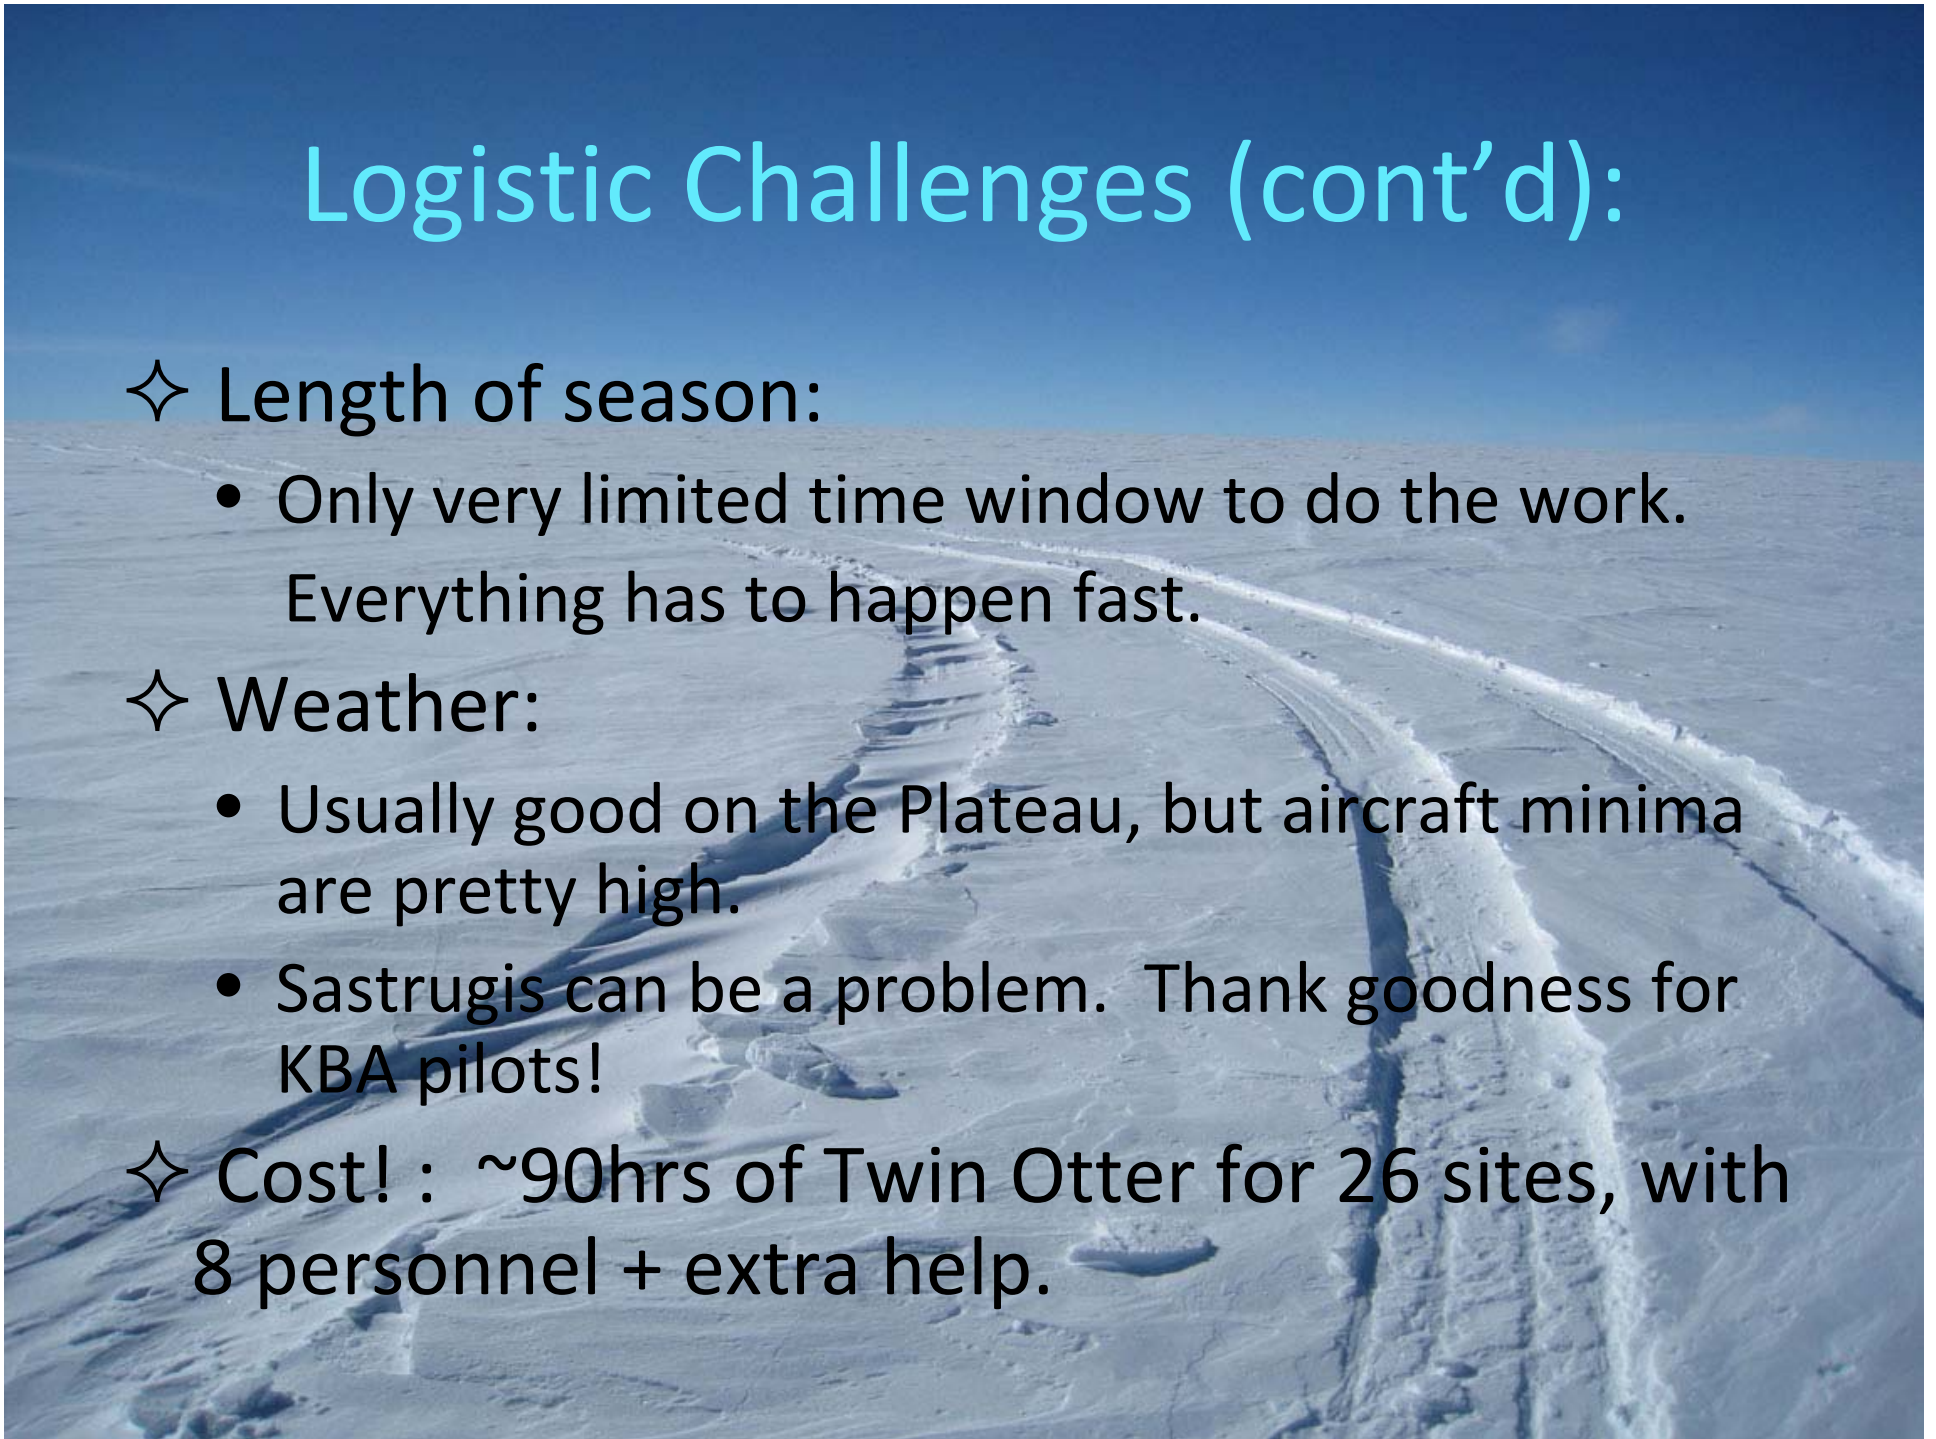 Logistic Challenges (cont’d):
✧ Length of season:
• Only very limited time window to do the work.
Everything has to happen fast.
✧ Weather:
• Usually good on the Plateau, but aircraft minima
are pretty high.
• Sastrugis can be a problem.  Thank goodness for
KBA pilots!
✧ Cost! :  ~90hrs of Twin Otter for 26 sites, with
8 personnel + extra help.